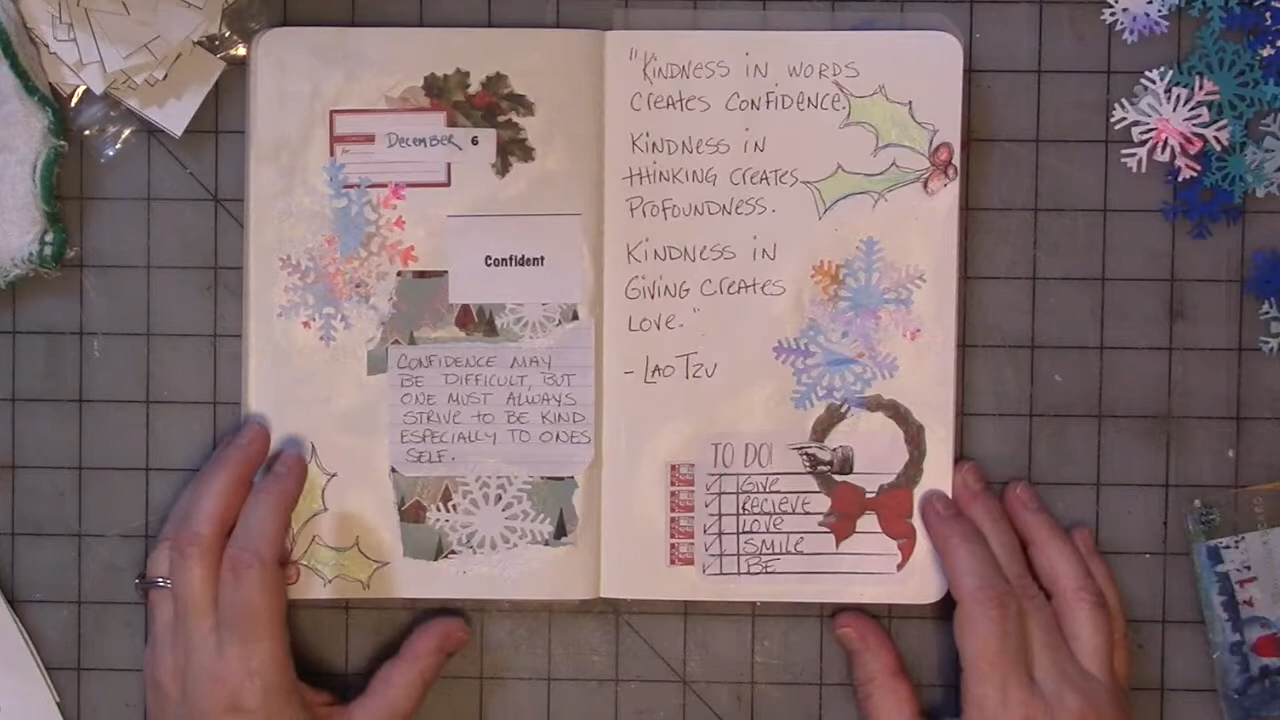 December 6
Confident
CONFIDENCE MAY
BE DIFFICULT, BUT
ONE MUST ALWAYS
STRIVE TO BE KIND
ESPECIALLY TO ONES
SELF.
"KINDNESS IN WORDS
CREATES CONFIDENCE
KINDNESS IN
THINKING CREATES
PROFOUNDNESS.
KINDNESS IN
GIVING CREATES
LOVE."
- LAO TZU
TO DO!
GIVE
RECIEVE
LOVE
SMILE
BE